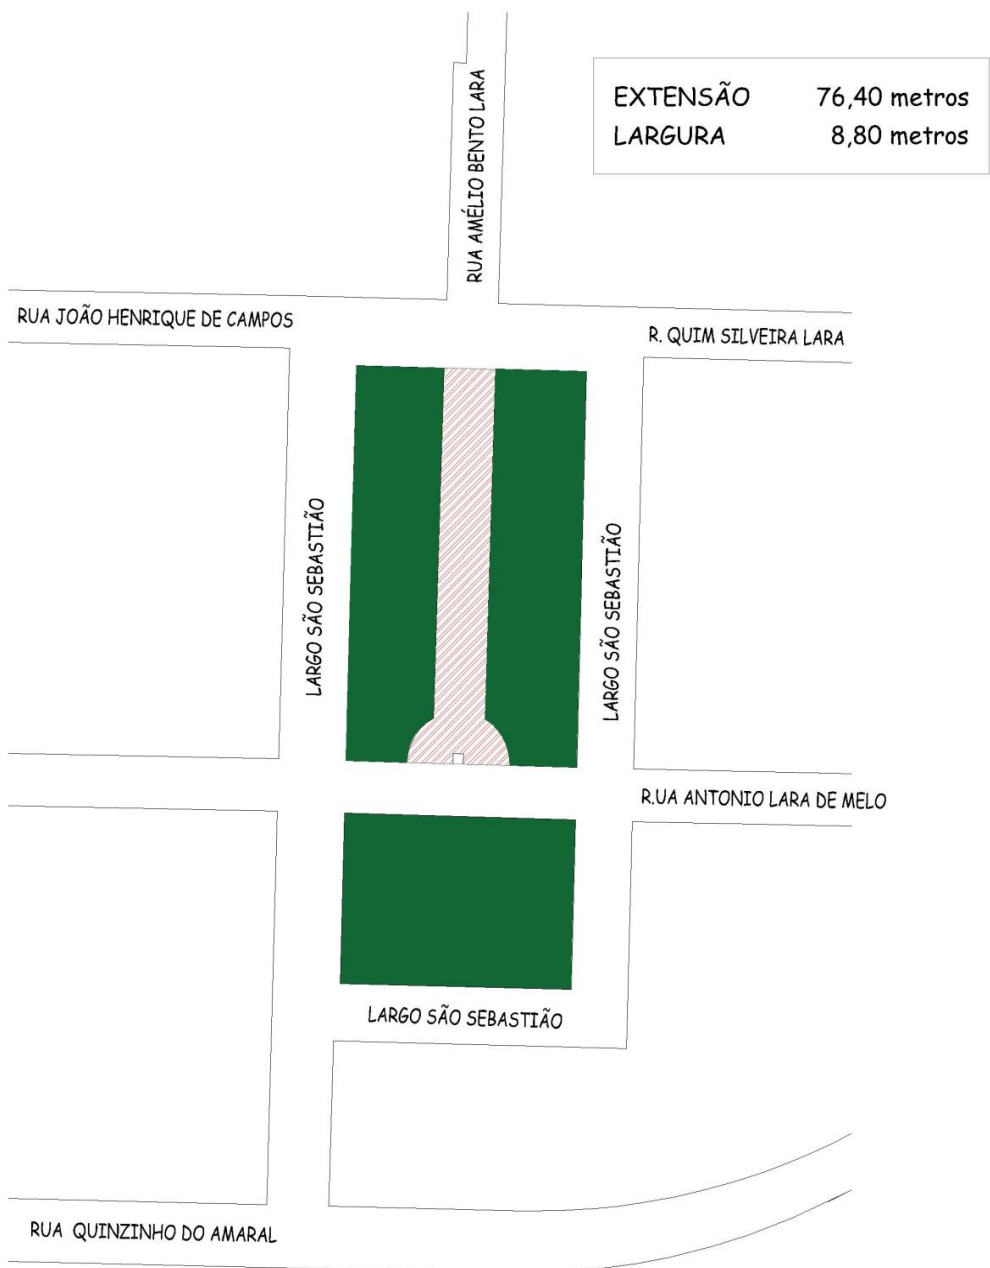 EXTENSÃO 76,40 metros
LARGURA 8,80 metros
RUA AMÉLIO BENTO LARA
RUA JOÃO HENRIQUE DE CAMPOS
R. QUIM SILVEIRA LARA
LARGO SÃO SEBASTIÃO
LARGO SÃO SEBASTIÃO
R.UA ANTONIO LARA DE MELO
LARGO SÃO SEBASTIÃO
RUA QUINZINHO DO AMARAL